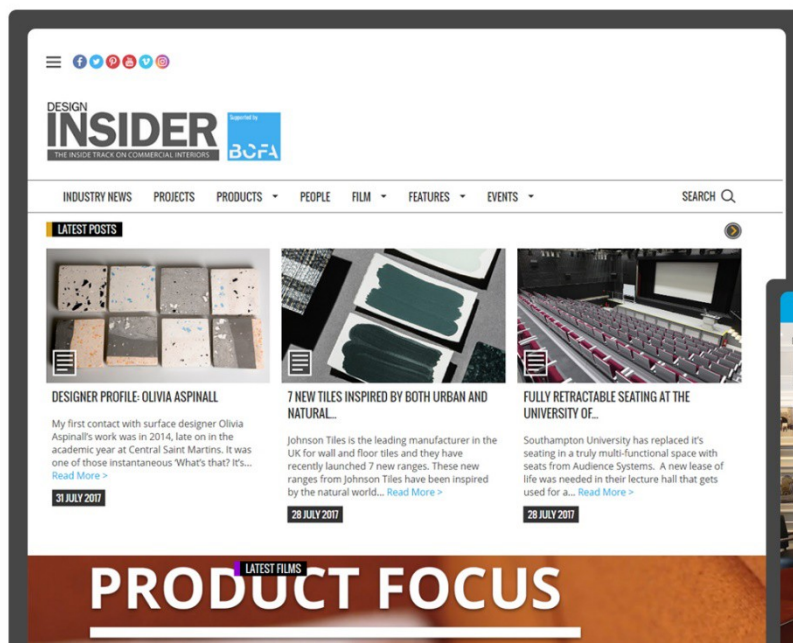 DESIGN
INSIDER
THE INSIDE TRACK ON COMMERCIAL INTERIORS
Supported by
BCFA
INDUSTRY NEWS PROJECTS PRODUCTS PEOPLE FILM FEATURES EVENTS SEARCH
LATEST POSTS
DESIGNER PROFILE: OLIVIA ASPINALL
My first contact with surface designer Olivia
Aspinall's work was in 2014, late on in the
academic year at Central Saint Martins. It was
one of those instantaneous 'What's that? It's...
Read More >
31 JULY 2017
7 NEW TILES INSPIRED BY BOTH URBAN AND
NATURAL...
Johnson Tiles is the leading manufacturer in the
UK for wall and floor tiles and they have
recently launched 7 new ranges. These new
ranges from Johnson Tiles have been inspired
by the natural world... Read More >
28 JULY 2017
FULLY RETRACTABLE SEATING AT THE
UNIVERSITY OF...
Southampton University has replaced it's
seating in a truly multi-functional space with
seats from Audience Systems. A new lease of
life was needed in their lecture hall that gets
used for a... Read More >
28 JULY 2017
LATEST FILMS
PRODUCT FOCUS